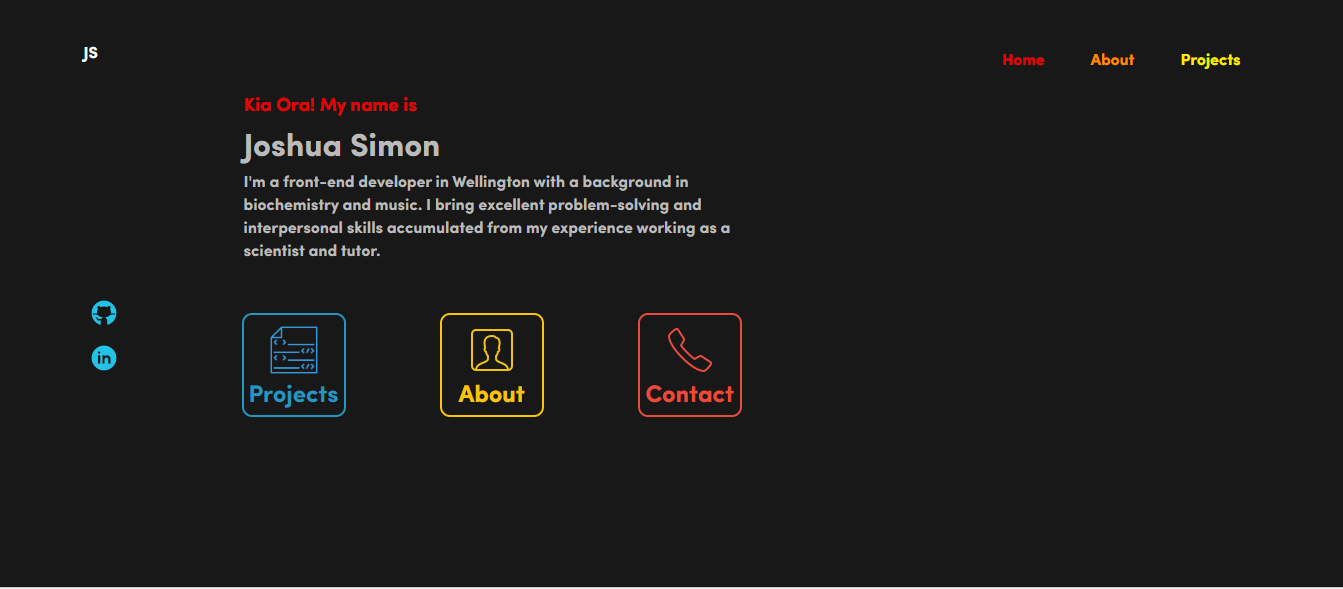 JS
Home About Projects
Kia Ora! My name is
Joshua Simon
I'm a front-end developer in Wellington with a background in
biochemistry and music. I bring excellent problem-solving and
interpersonal skills accumulated from my experience working as a
scientist and tutor.
in
Projects About Contact